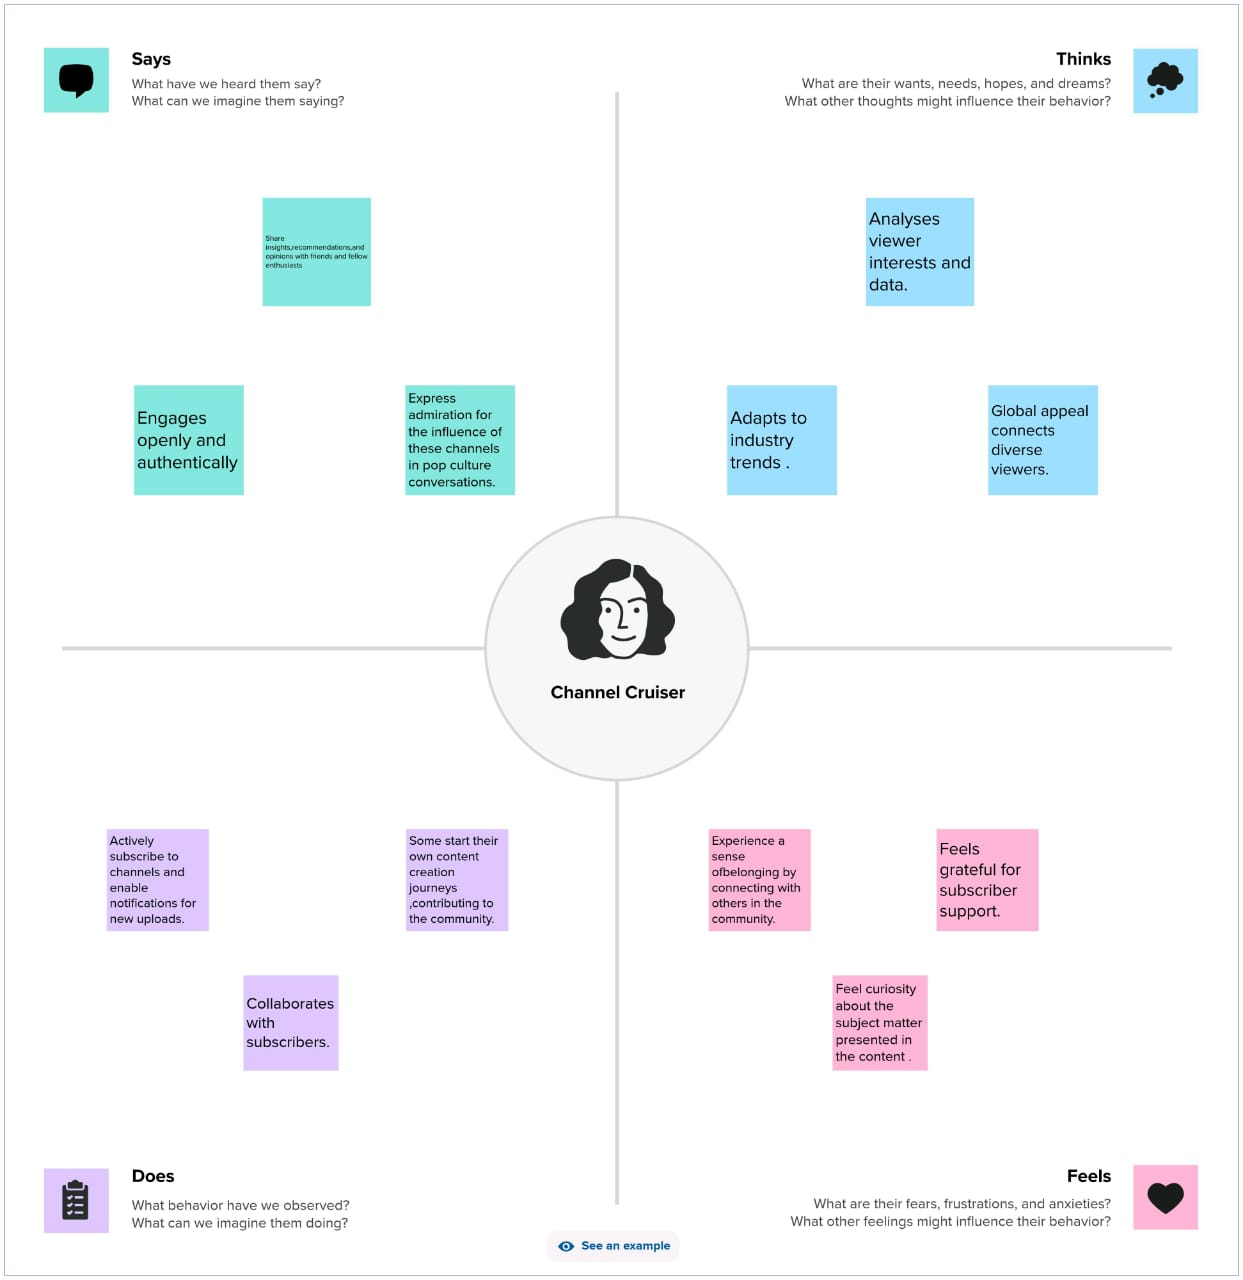 Says
What have we heard them say?
What can we imagine them saying?
Thinks
What are their wants, needs, hopes, and dreams?
What other thoughts might influence their behavior?
Share
insights,recommendations,and
opinions with friends and fellow
enthusiasts
Analyses
viewer
interests and
data.
Engages
openly and
authentically
Express
admiration for
the influence of
these channels
in pop culture
conversations.
Adapts to
industry
trends .
Global appeal
connects
diverse
viewers.
Channel Cruiser
Actively
subscribe to
channels and
enable
notifications for
new uploads.
Some start their
own content
creation
journeys
,contributing to
the community.
Collaborates
with
subscribers.
Experience a
sense
ofbelonging by
connecting with
others in the
community.
Feels
grateful for
subscriber
support.
Feel curiosity
about the
subject matter
presented in
the content .
Does
What behavior have we observed?
What can we imagine them doing?
Feels
What are their fears, frustrations, and anxieties?
What other feelings might influence their behavior?
See an example